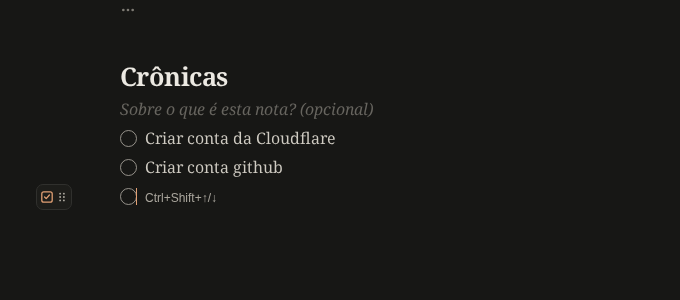 ...
Crônicas
Sobre o que é esta nota? (opcional)
Criar conta da Cloudflare
Criar conta github
Ctrl+Shift+↑/↓